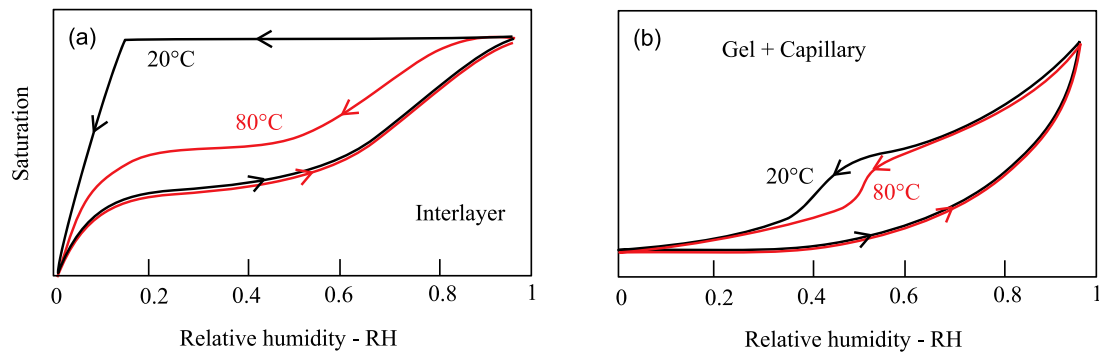 (a)
20°C
80°C
Interlayer
Saturation
0 0.2 0.4 0.6 0.8 1
Relative humidity - RH
(b)
Gel + Capillary
20°C
80°C
0 0.2 0.4 0.6 0.8 1
Relative humidity - RH